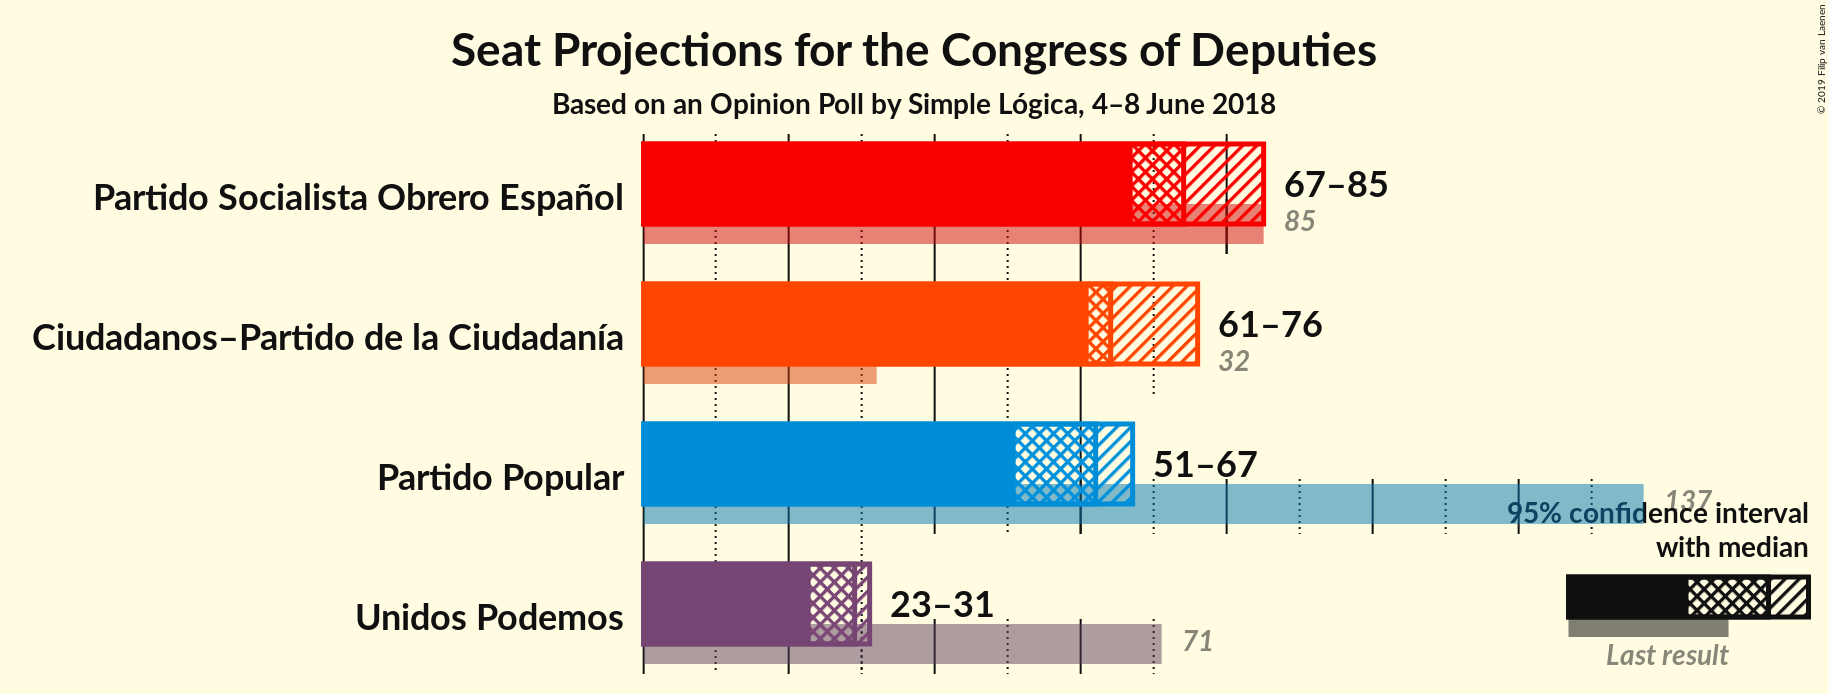 Seat Projections for the Congress of Deputies
Based on an Opinion Poll by Simple Lógica, 4–8 June 2018
© 2019 Filip van Laenen
Partido Socialista Obrero Español
67–85
85
Ciudadanos–Partido de la Ciudadanía
61–76
32
Partido Popular
51–67
137
95% confidence interval
with median
Unidos Podemos
23–31
71
Last result